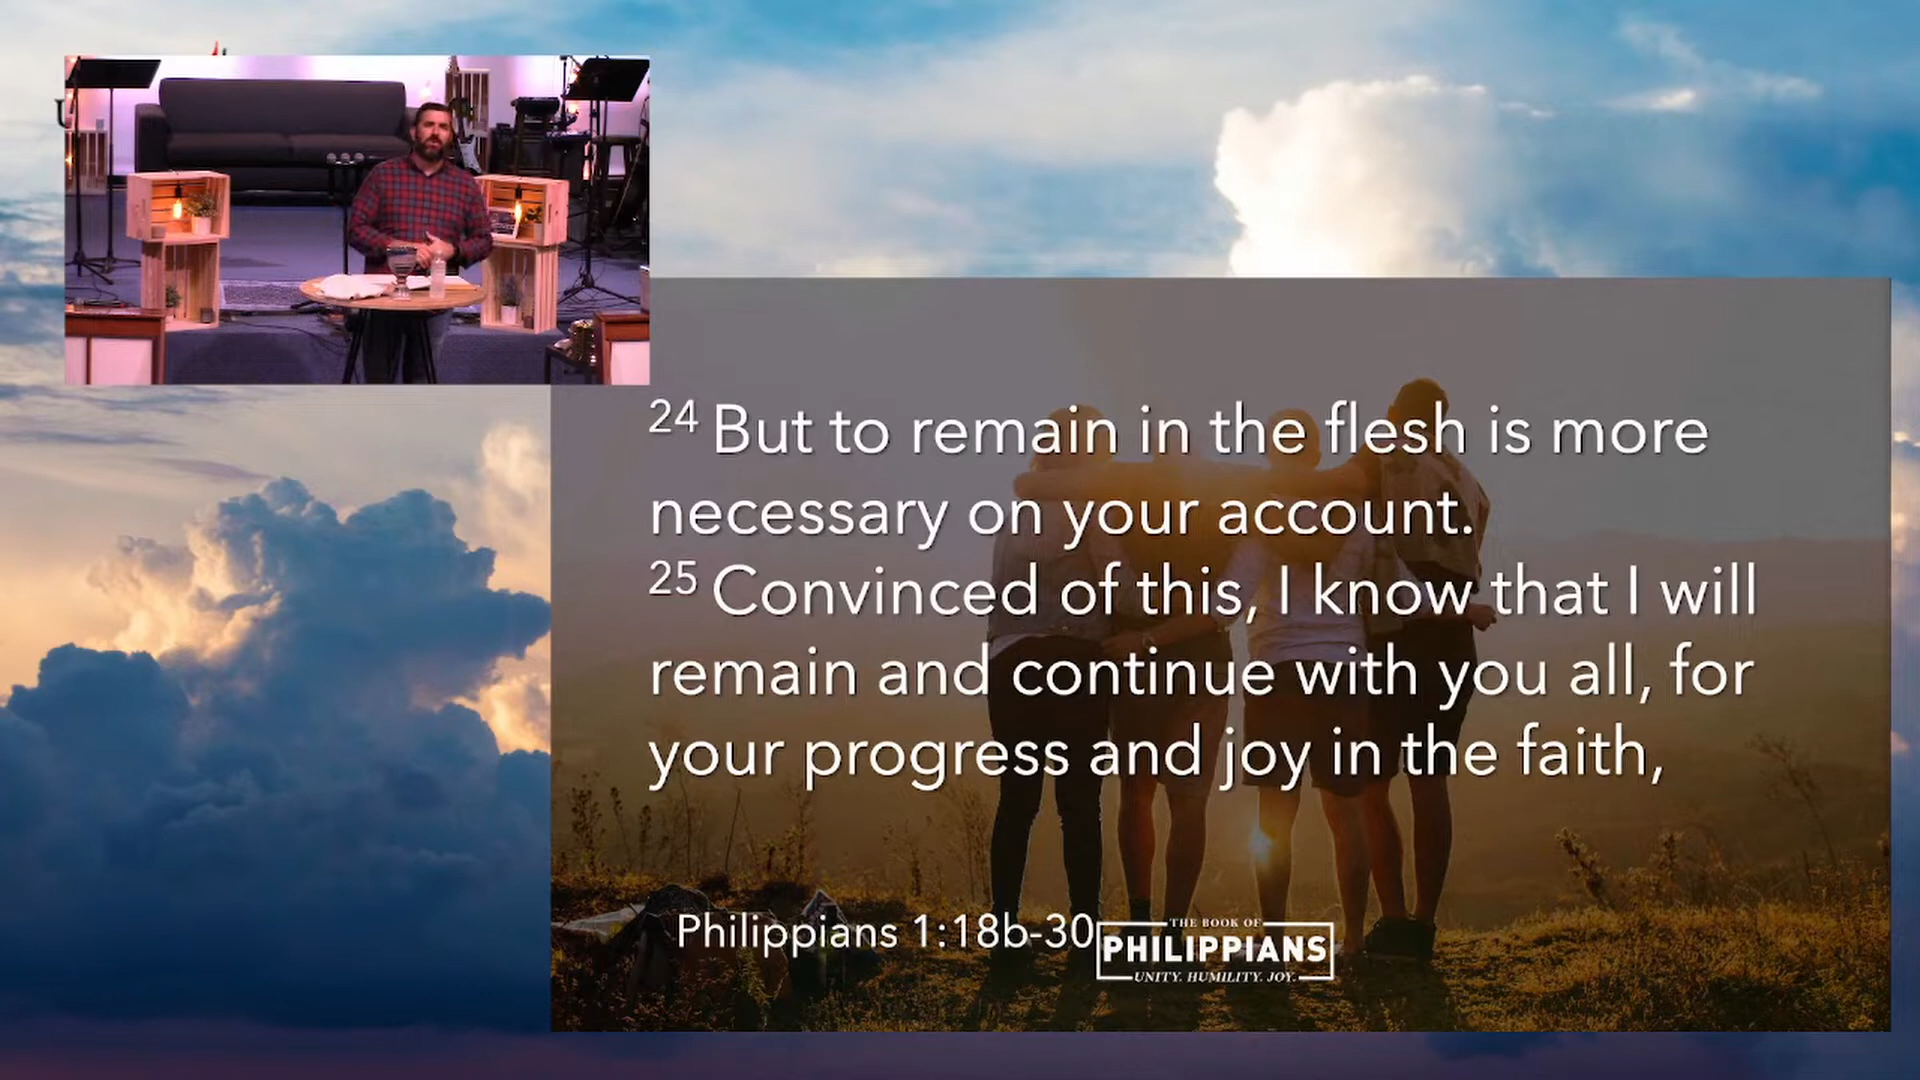 24 But to remain in the flesh is more
necessary on your account.
25 Convinced of this, I know that I will
remain and continue with you all, for
your progress and joy in the faith,
Philippians 1:18b-30
THE BOOK OF
PHILIPPIANS
UNITY. HUMILITY. JOY.